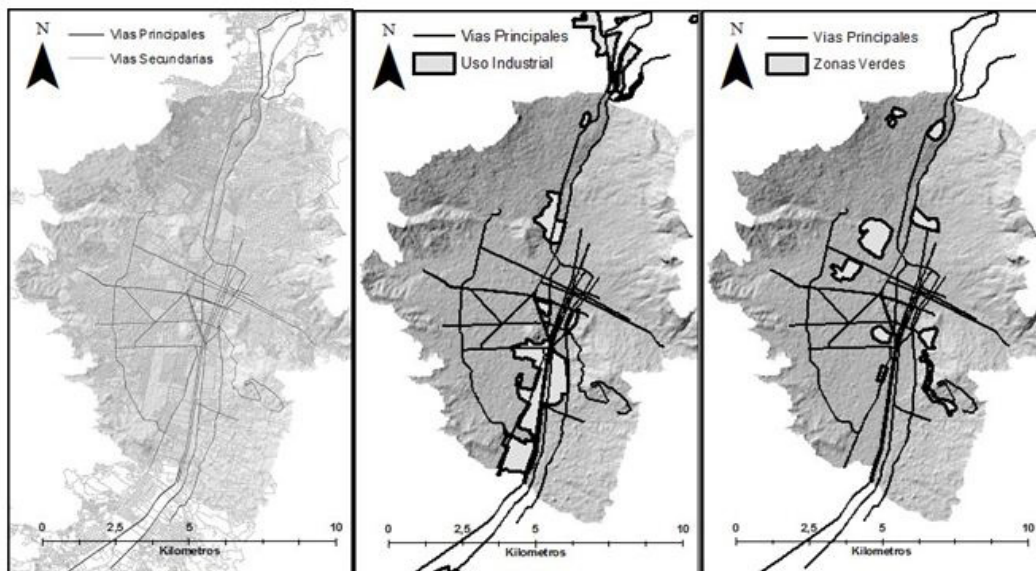 N
Vias Principales
Vias Secundarias
0 2,5 5 10
Kilometros
N
Vias Principales
Uso Industrial
0 2,5 5 10
Kilometros
N
Vias Principales
Zonas Verdes
0 2,5 5 10
Kilometros